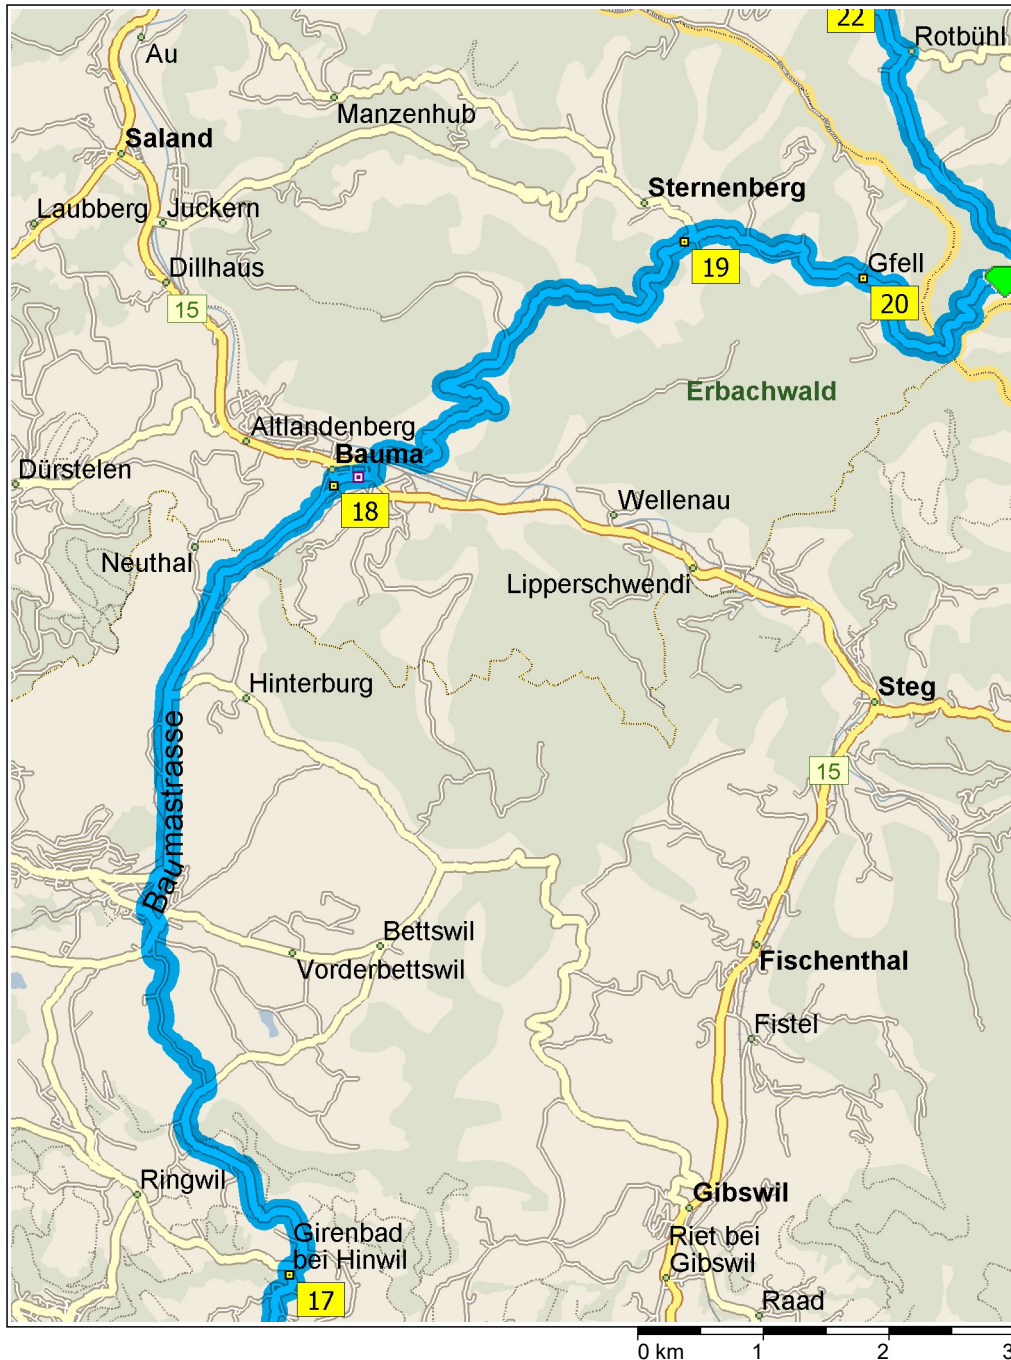 22
Rotbühl
Au
Manzenhub
Saland
Sternenberg
Laubberg
Juckern
Gfell
Dillhaus
19
15
20
Erbachwald
Altlandenberg
Bauma
Dürstelen
Wellenau
18
Neuthal
Lipperschwendi
Hinterburg
Steg
Baumastrasse
15
Bettswil
Vorderbettswil
Fischenthal
Fistel
Ringwil
Gibswil
Girenbad
bei Hinwil
Riet bei
Gibswil
17
Raad
0 km
1
2
3